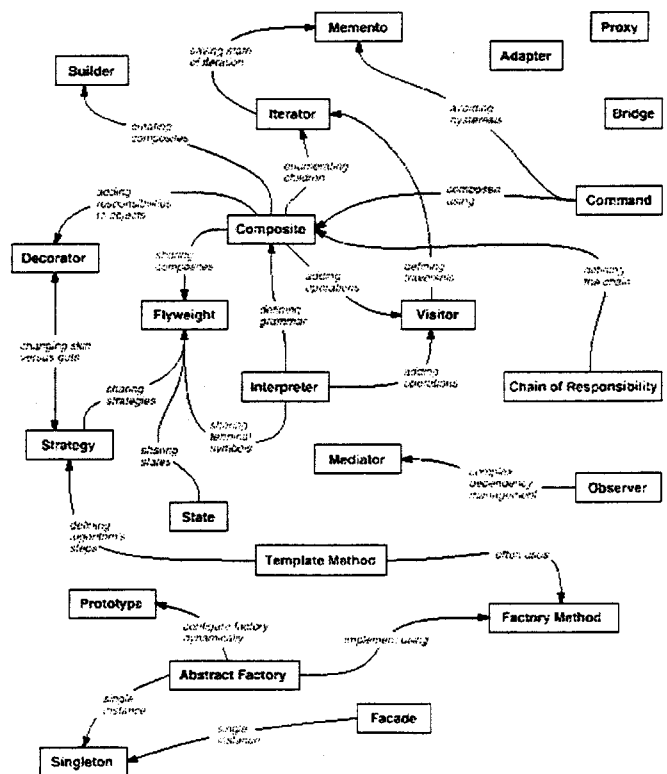 Memento
Proxy
Adapter
saving state
of iteration
Builder
Iterator
avoiding
hysteresis
Bridge
creating
composites
enumerating
children
adding
responsibilities
to objects
composed
using
Command
Composite
Decorator
sharing
composites
adding
operations
defining
traversals
defining
the chain
Flyweight
defining
grammar
Visitor
changing skin
versus guts
sharing
strategies
Interpreter
adding
operations
Chain of Responsibility
Strategy
sharing
states
sharing
terminal
symbols
Mediator
complex
dependency
management
Observer
State
defining
algorithm's
steps
Template Method
often uses
Prototype
Factory Method
configure factory
dynamically
implement using
Abstract Factory
single
instance
Facade
single
instance
Singleton